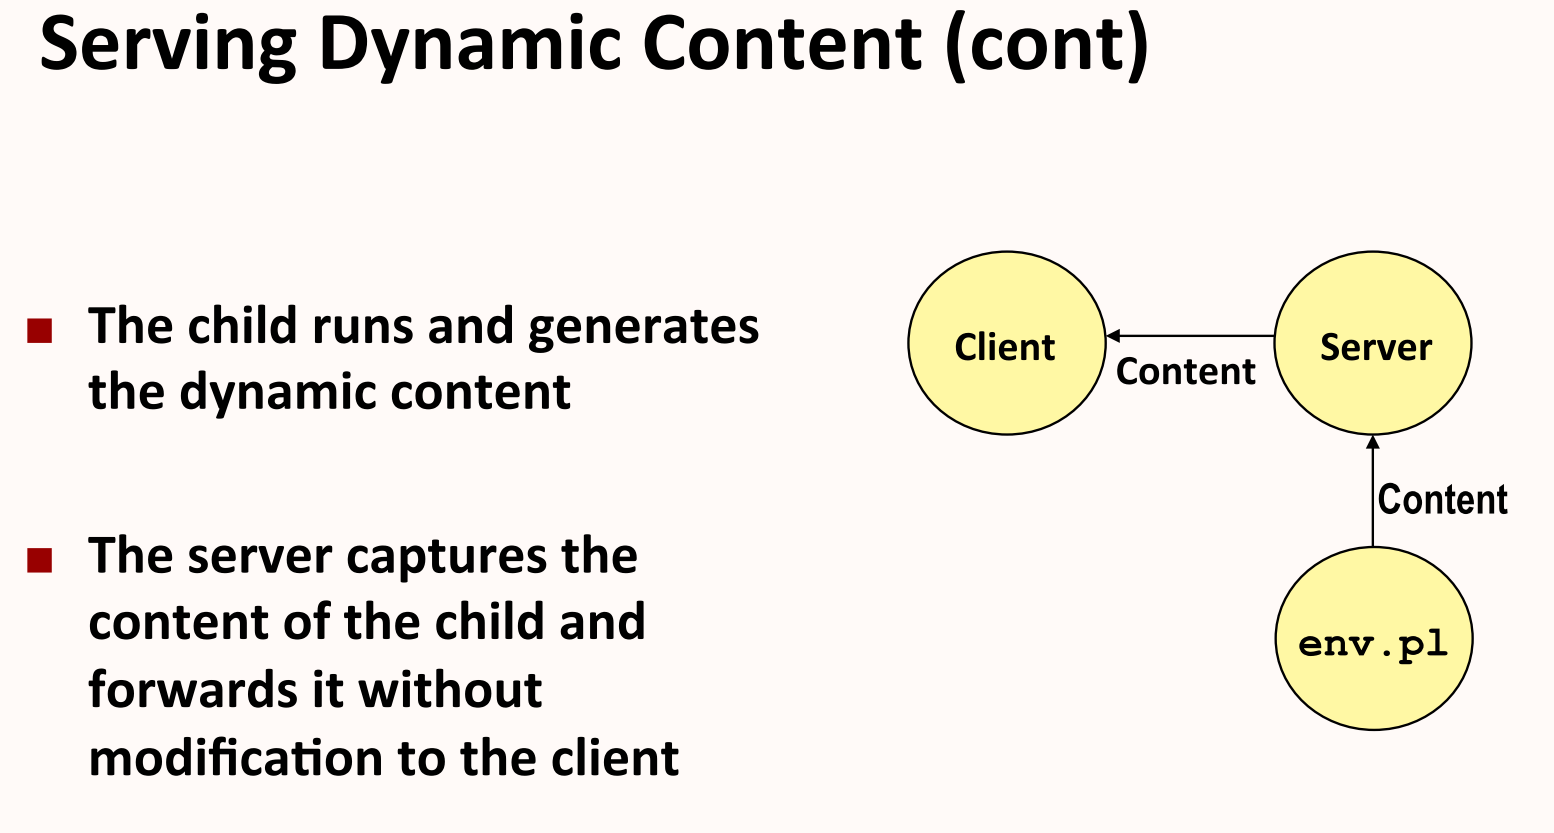 Serving Dynamic Content (cont)
The child runs and generates
the dynamic content
The server captures the
content of the child and
forwards it without
modification to the client
Client
Content
Server
Content
env.pl